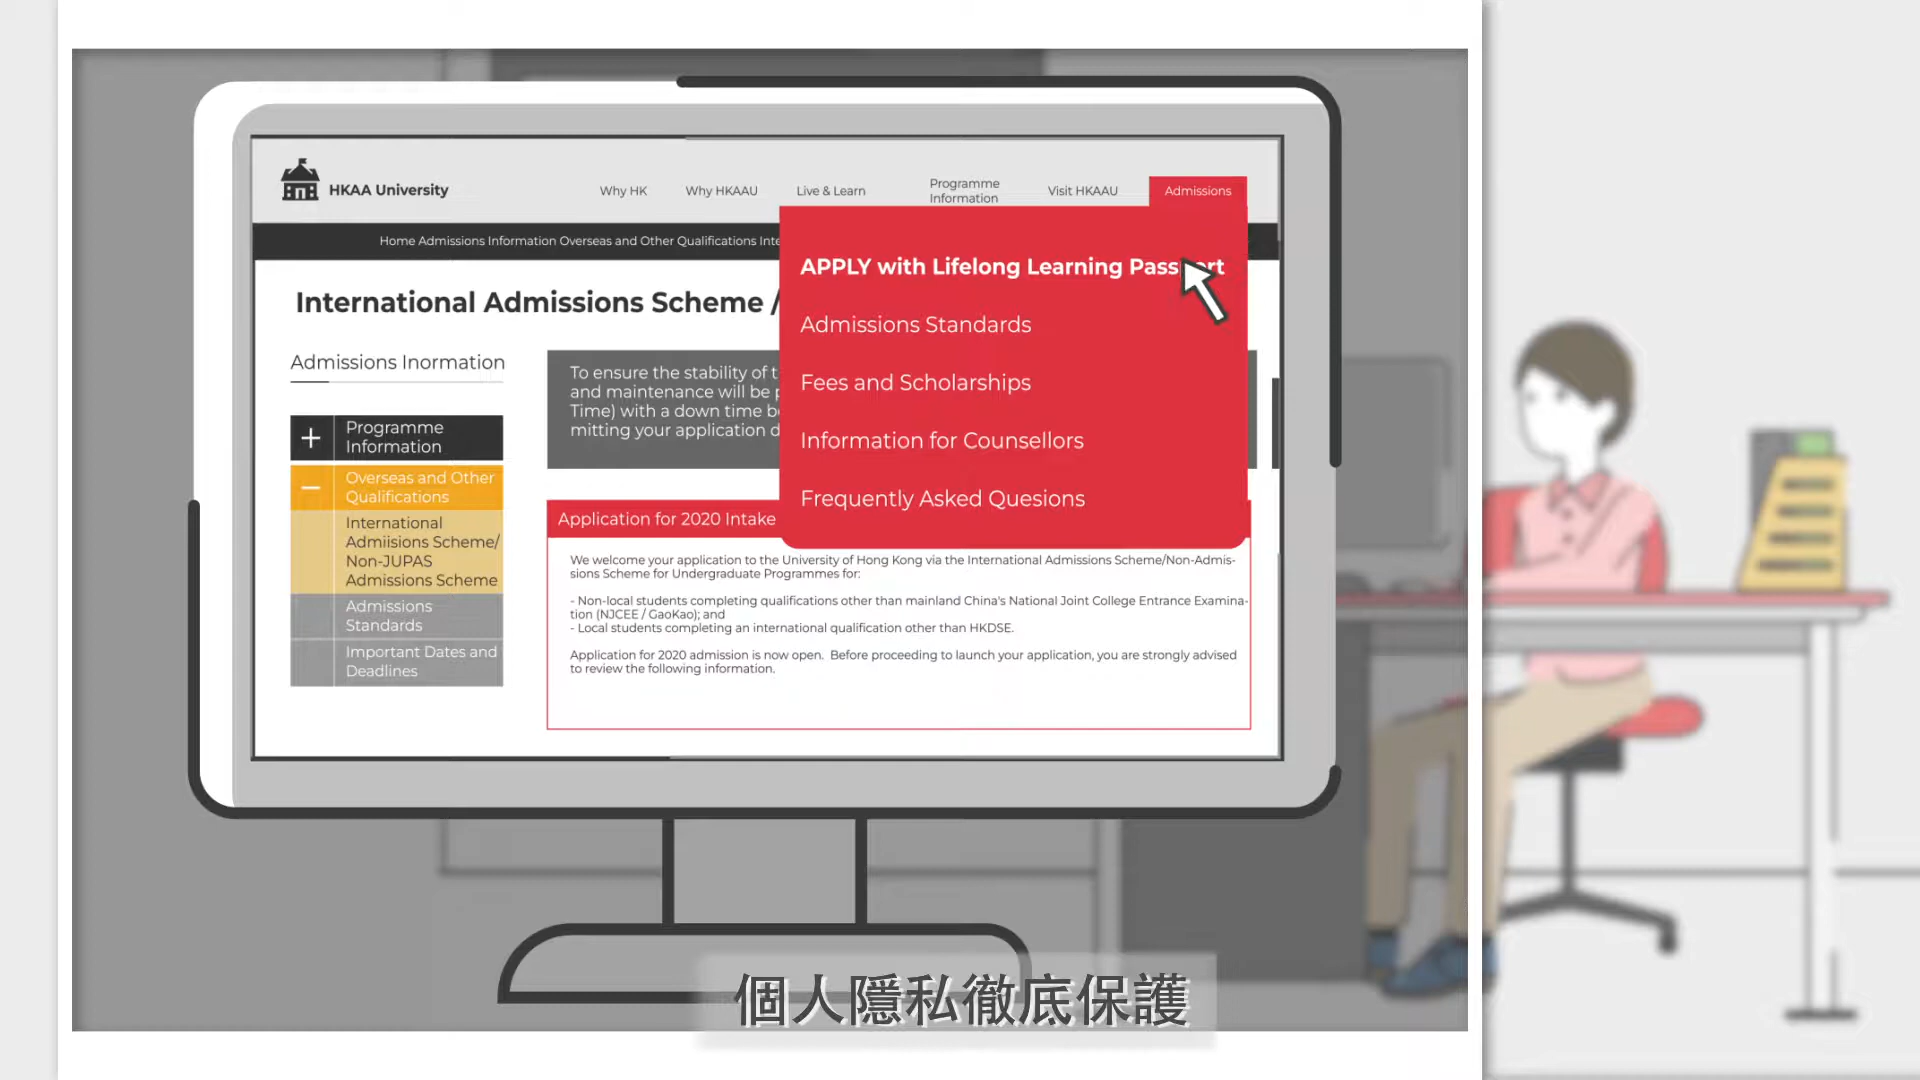 HKAA University
Why HK
Why HKAAU
Live & Learn
Programme
Information
Visit HKAAU
Admissions
Home Admissions Information Overseas and Other Qualifications
APPLY with Lifelong Learning
Admissions Standards
Fees and Scholarships
Information for Counsellors
Frequently Asked Quesions
International Admissions Scheme /
Admissions Inormation
+ Programme
Information
— Overseas and Other
Qualifications
International
Admiisions Scheme/
Non-JUPAS
Admissions Scheme
Admissions
Standards
Important Dates and
Deadlines
To ensure the stability of
and maintenance will be
Time) with a down time
mitting your application
Application for 2020 Intake
We welcome your application to the University of Hong Kong via the International Admissions Scheme/Non-Admis-
sions Scheme for Undergraduate Programmes for:
- Non-local students completing qualifications other than mainland China's National Joint College Entrance Examina-
tion (NJCEE / GaoKao); and
- Local students completing an international qualification other than HKDSE.
Application for 2020 admission is now open. Before proceeding to launch your application, you are strongly advised
to review the following information.
個人隱私徹底保護